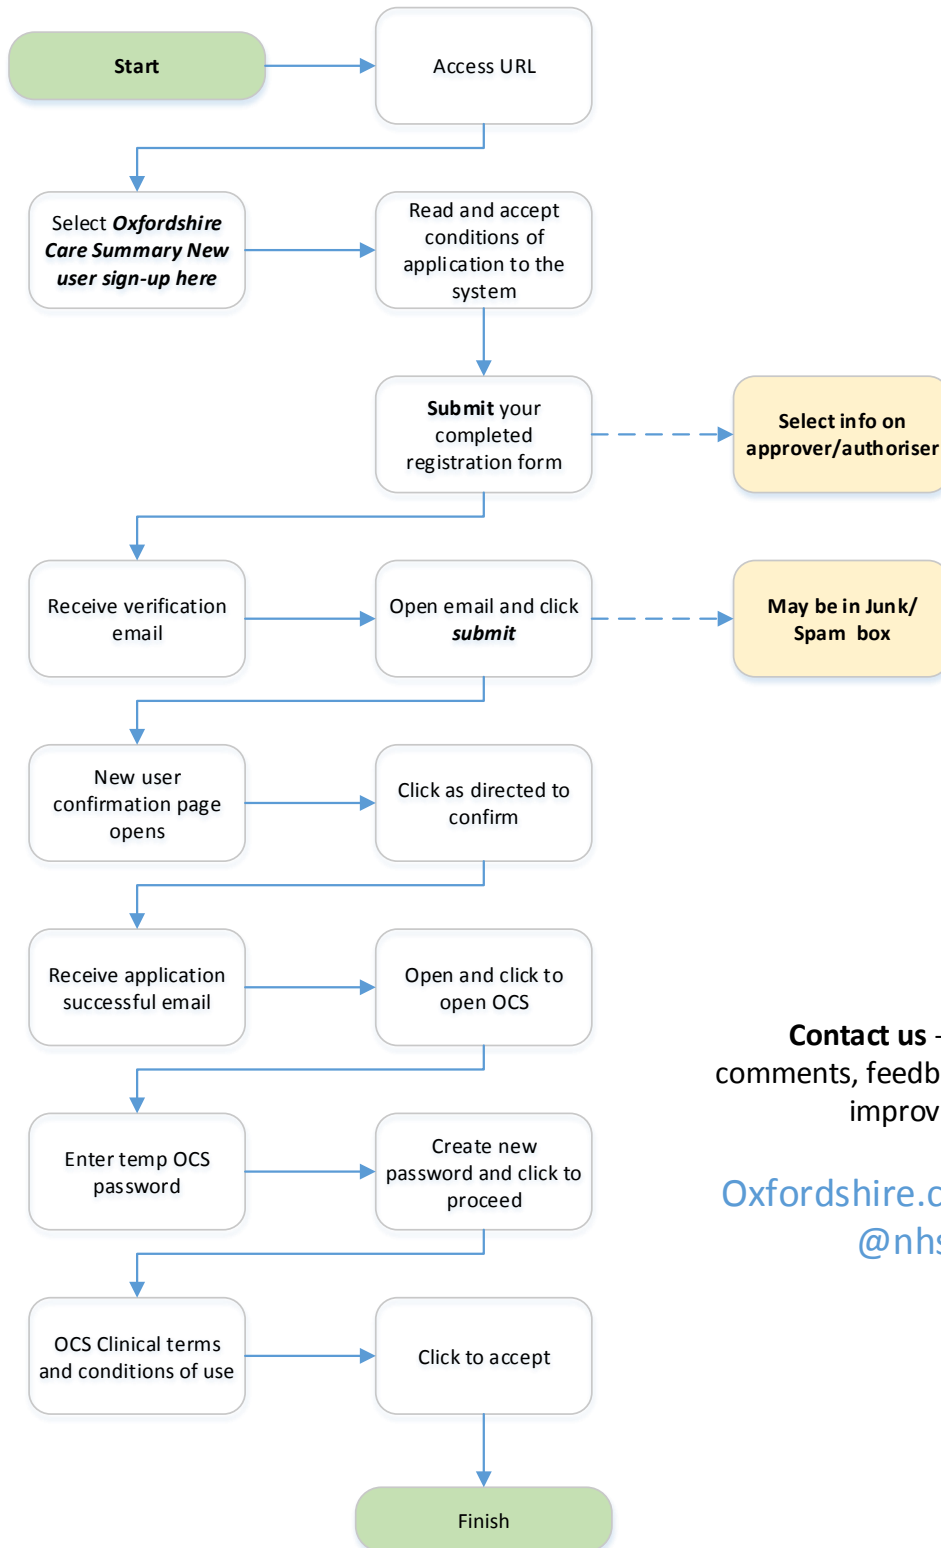 Start
Access URL
Select Oxfordshire
Care Summary New
user sign-up here
Read and accept
conditions of
application to the
system
Submit your
completed
registration form
Select info on
approver/authoriser
Receive verification
email
Open email and click
submit
May be in Junk/
Spam box
New user
confirmation page
opens
Click as directed to
confirm
Receive application
successful email
Open and click to
open OCS
Contact us -
comments, feedb
improv
Enter temp OCS
password
Create new
password and click to
proceed
Oxfordshire.c
@nhs
OCS Clinical terms
and conditions of use
Click to accept
Finish